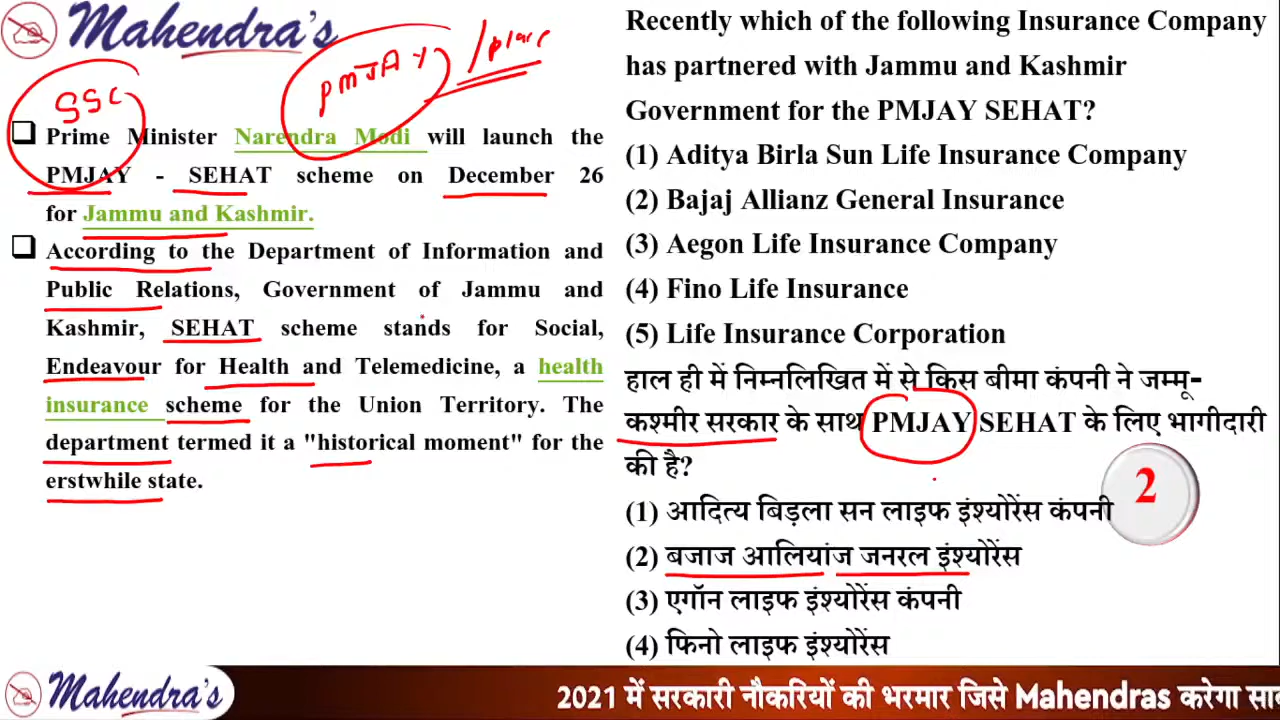 Mahendra's
PMJAY
SSC
❑ Prime Minister Narendra Modi will launch the
PMJAY - SEHAT scheme on December 26
for Jammu and Kashmir.
❑ According to the Department of Information and
Public Relations, Government of Jammu and
Kashmir, SEHAT scheme stands for Social,
Endeavour for Health and Telemedicine, a health
insurance scheme for the Union Territory. The
department termed it a "historical moment" for the
erstwhile state.
Recently which of the following Insurance Company
has partnered with Jammu and Kashmir
Government for the PMJAY SEHAT?
(1) Aditya Birla Sun Life Insurance Company
(2) Bajaj Allianz General Insurance
(3) Aegon Life Insurance Company
(4) Fino Life Insurance
(5) Life Insurance Corporation
हाल ही में निम्नलिखित में से किस बीमा कंपनी ने जम्मू-
कश्मीर सरकार के साथ PMJAY SEHAT के लिए भागीदारी
की है?
2
(1) आदित्य बिड़ला सन लाइफ इंश्योरेंस कंपनी
(2) बजाज आलियांज जनरल इंश्योरेंस
(3) एगॉन लाइफ इंश्योरेंस कंपनी
(4) फिनो लाइफ इंश्योरेंस
Mahendra's
2021 में सरकारी नौकरियों की भरमार जिसे Mahendras करेगा